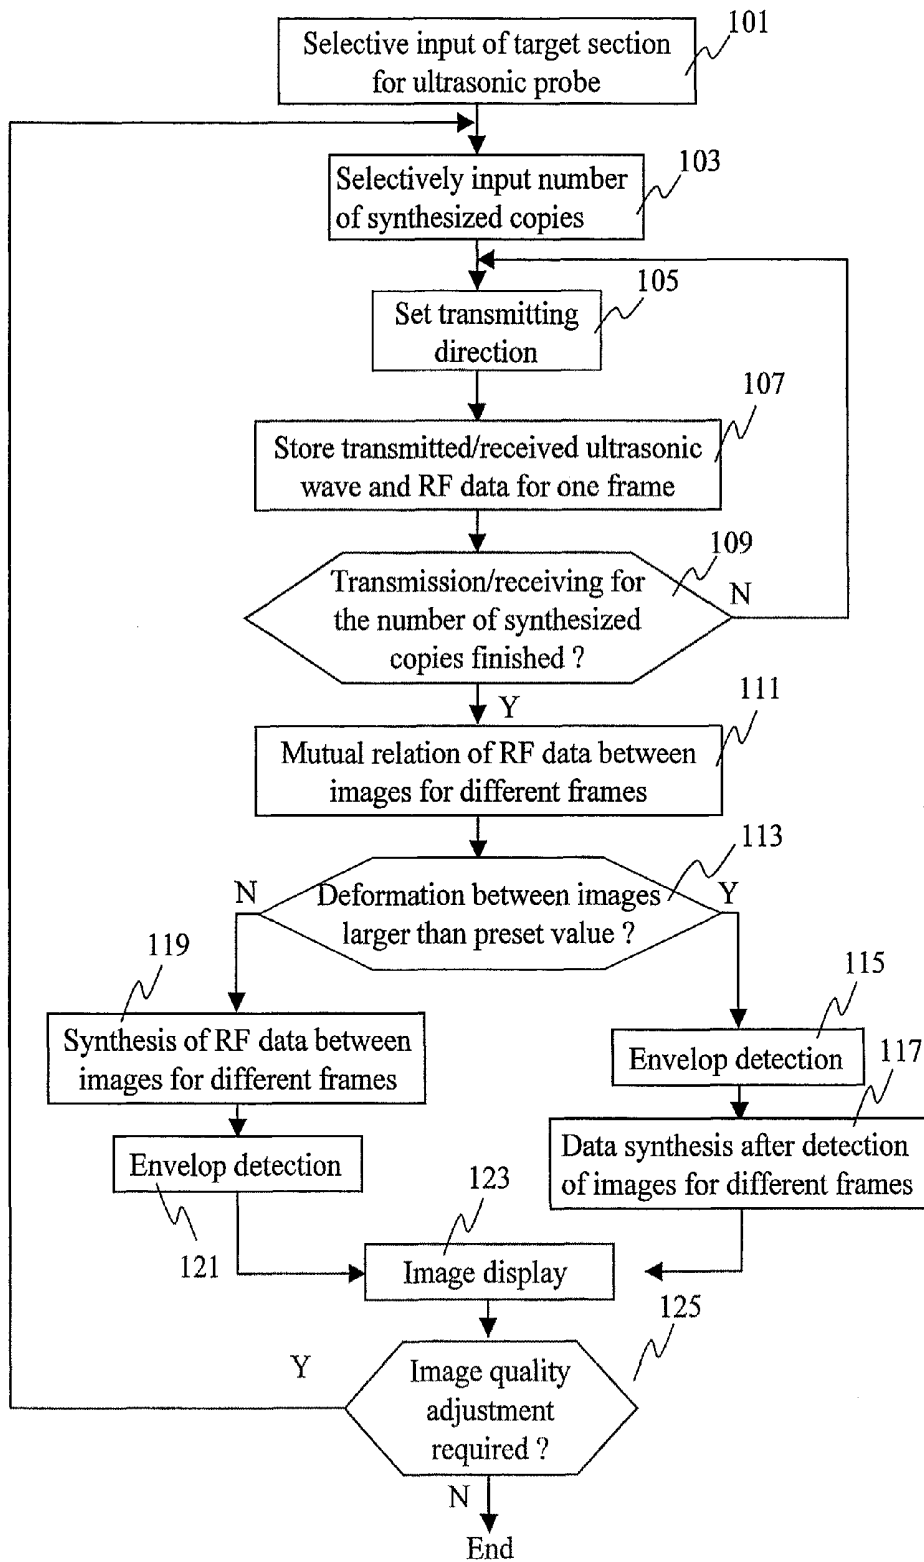 101
Selective input of target section
for ultrasonic probe
103
Selectively input number
of synthesized copies
105
Set transmitting
direction
107
Store transmitted/received ultrasonic
wave and RF data for one frame
109
Transmission/receiving for
the number of synthesized
copies finished ?
N
Y
111
Mutual relation of RF data between
images for different frames
113
N
Deformation between images
larger than preset value ?
Y
119
Synthesis of RF data between
images for different frames
115
Envelop detection
117
Data synthesis after detection
of images for different frames
Envelop detection
121
123
Image display
125
Y
Image quality
adjustment
required ?
N
End